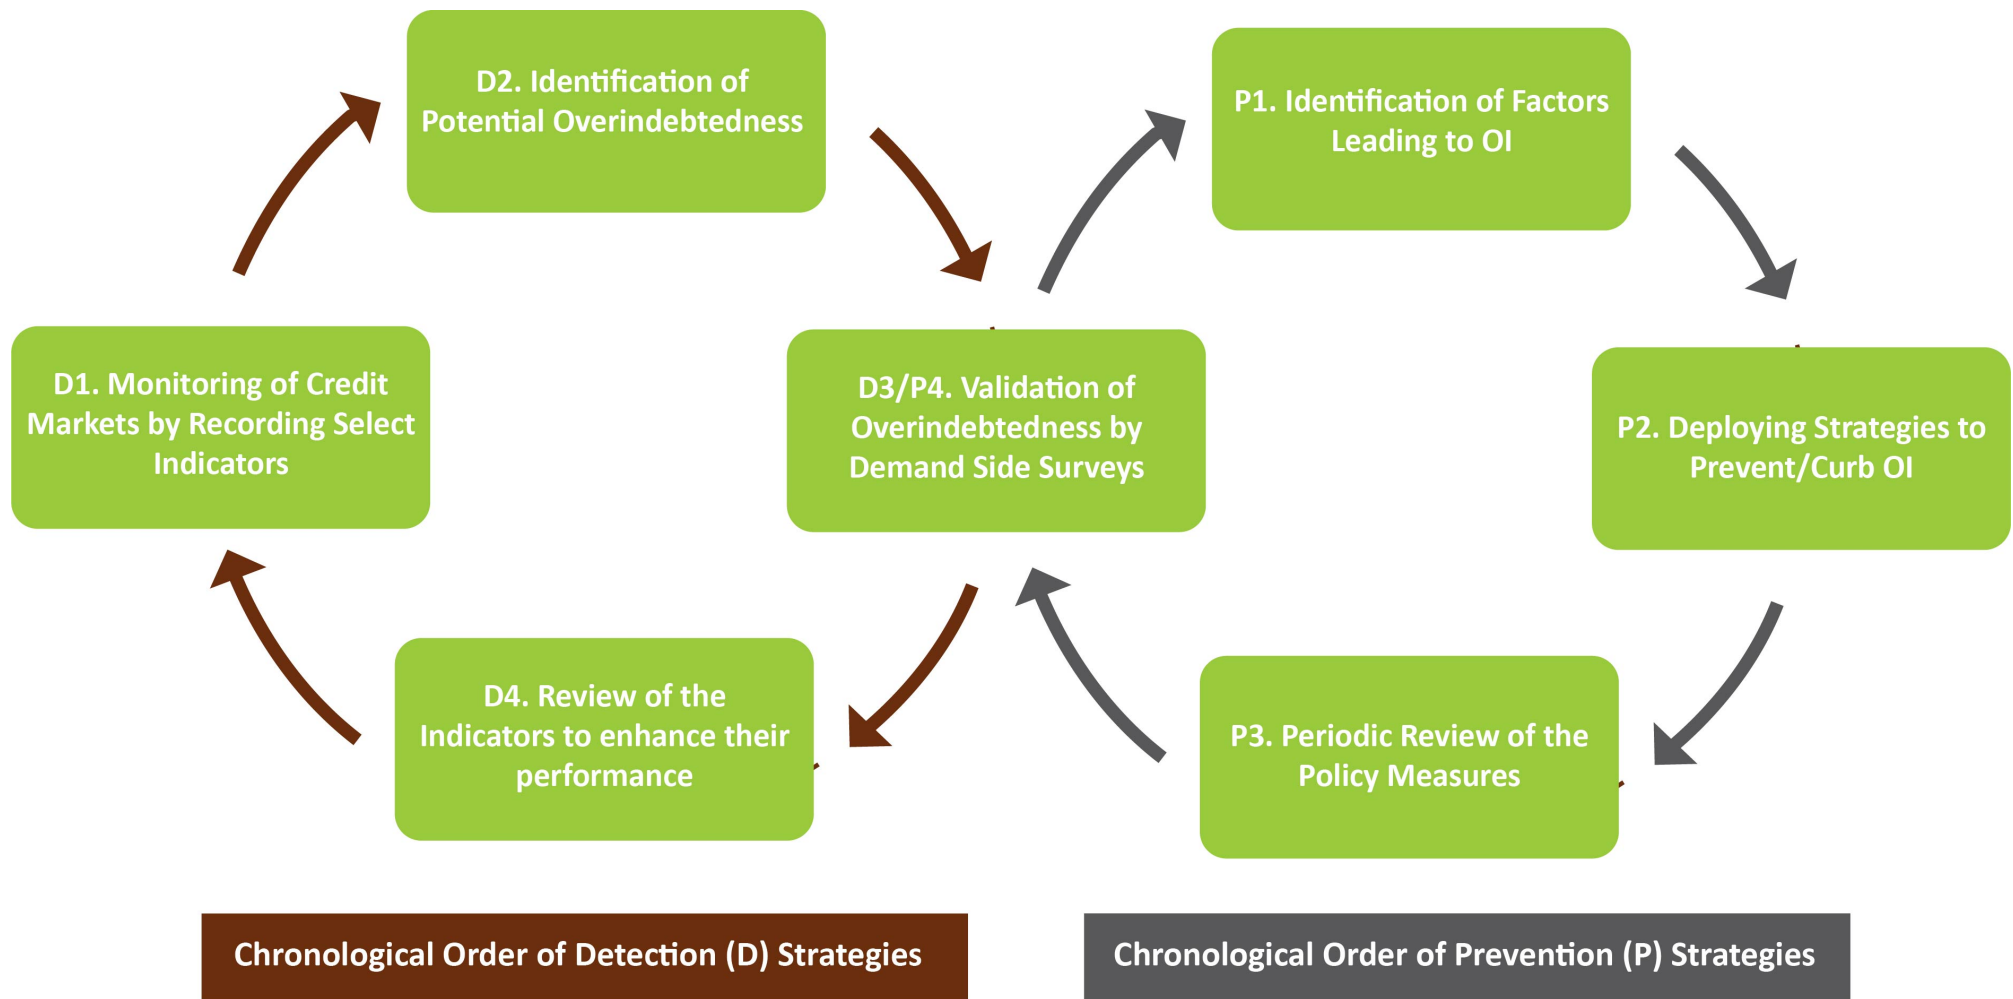 D2. Identification of
Potential Overindebtedness
P1. Identification of Factors
Leading to OI
D1. Monitoring of Credit
Markets by Recording Select
Indicators
D3/P4. Validation of
Overindebtedness by
Demand Side Surveys
P2. Deploying Strategies to
Prevent/Curb OI
D4. Review of the
Indicators to enhance their
performance
P3. Periodic Review of the
Policy Measures
Chronological Order of Detection (D) Strategies
Chronological Order of Prevention (P) Strategies